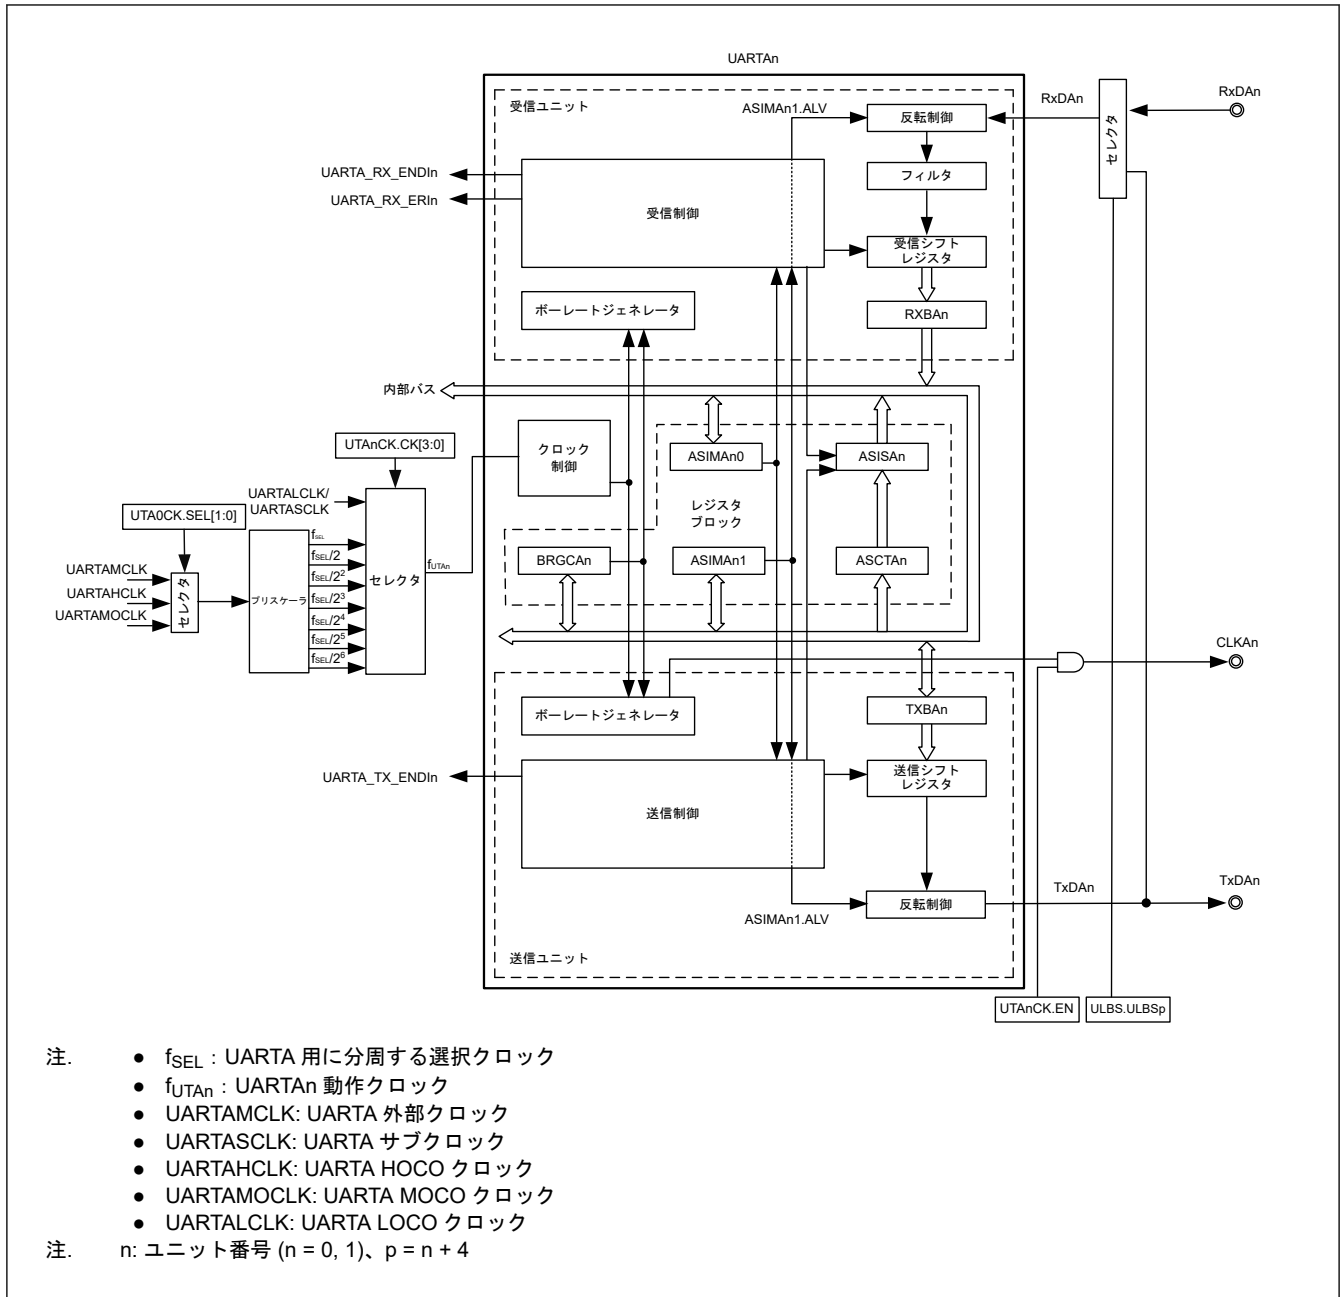 UARTAn
受信ユニット
ASIMAn1.ALV
反転制御
RxDAn
セレクタ
RxDAn
UARTA_RX_ENDIn
UARTA_RX_ERIn
受信制御
フィルタ
受信シフト
レジスタ
ボーレートジェネレータ
RXBAn
内部バス
UTAnCK.CK[3:0]
クロック
制御
ASIMAn0
ASISAn
UARTALCLK/
UARTASCLK
UTA0CK.SEL[1:0]
レジスタ
ブロック
fSEL
fSEL/2
fSEL/2²
fSEL/2³
fSEL/2⁴
fSEL/2⁵
fSEL/2⁶
セレクタ
fUTAn
BRGCAn
ASIMAn1
ASCTAn
UARTAMCLK
UARTAHCLK
UARTAMOCLK
セレクタ
プリスケーラ
CLKAn
ボーレートジェネレータ
TXBAn
UARTA_TX_ENDIn
送信制御
送信シフト
レジスタ
ASIMAn1.ALV
反転制御
TxDAn
TxDAn
送信ユニット
UTAnCK.EN
ULBS.ULBSp
注. ● fSEL : UARTA 用に分周する選択クロック
● fUTAn : UARTAn 動作クロック
● UARTAMCLK: UARTA 外部クロック
● UARTASCLK: UARTA サブクロック
● UARTAHCLK: UARTA HOCO クロック
● UARTAMOCLK: UARTA MOCO クロック
● UARTALCLK: UARTA LOCO クロック
注. n: ユニット番号 (n = 0, 1)、p = n + 4